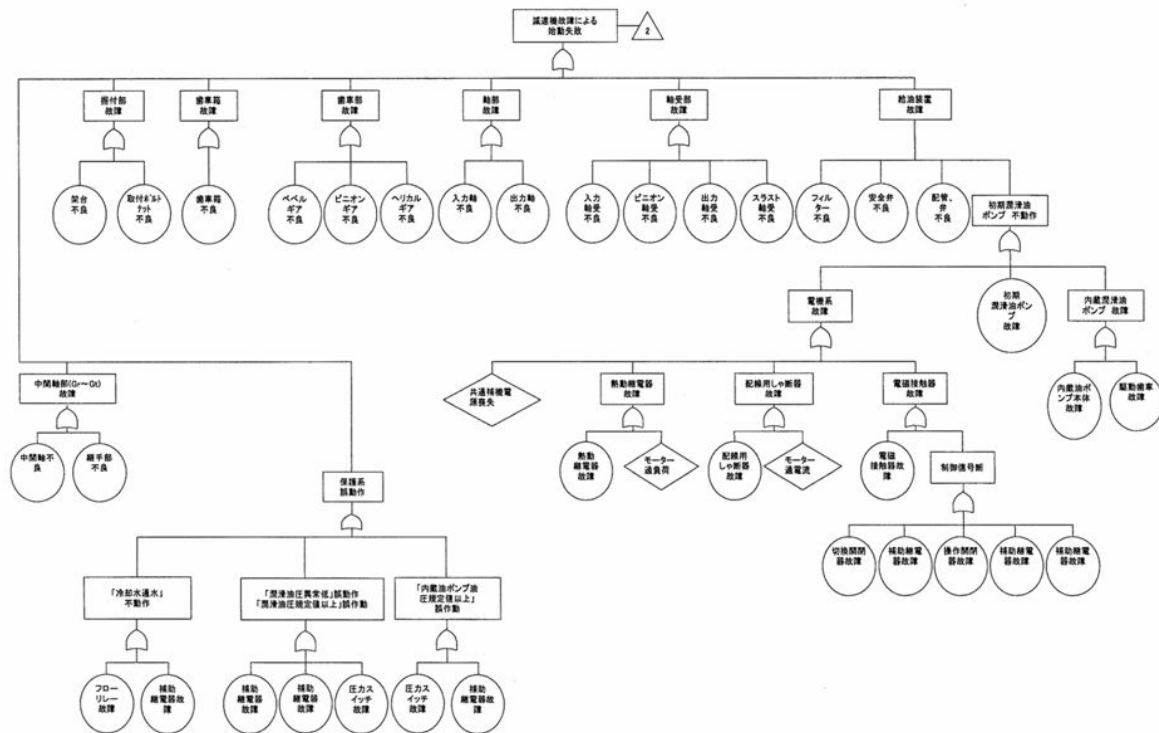 減速機故障による
始動失敗
2
据付部
故障
歯車箱
故障
歯車部
故障
軸部
故障
軸受部
故障
給油装置
故障
架台
不良
取付ボルト
ナット
不良
歯車箱
不良
ベベル
ギア
不良
ピニオン
ギア
不良
ヘリカル
ギア
不良
入力軸
不良
出力軸
不良
入力
軸受
不良
ピニオン
軸受
不良
出力
軸受
不良
スラスト
軸受
不良
フィル
ター不良
安全弁
不良
配管、
弁不良
初期潤滑油
ポンプ 不動作
電機系
故障
初期
潤滑油ポン
プ
故障
内蔵潤滑油
ポンプ 故障
中間軸部(Gr～Gt)
故障
共通補機電
源喪失
熱動継電器
故障
配線用しゃ断器
故障
電磁接触器
故障
内蔵油ポ
ンプ本体
故障
駆動歯車
故障
中間軸不
良
継手部
不良
熱動
継電器
故障
モーター
過負荷
配線用
しゃ断器
故障
モーター
過電流
電磁
接触器故
障
制御信号断
保護系
誤動作
切換開閉
器故障
補助継電
器故障
操作開閉
器故障
補助継電
器故障
補助継電
器故障
「冷却水通水」
不動作
「潤滑油圧異常低」誤動作
「潤滑油圧規定値以上」誤作動
「内蔵油ポンプ油
圧規定値以上」
誤作動
フロー
リレー
故障
補助
継電器故
障
補助
継電器
故障
補助
継電器
故障
圧力ス
イッチ
故障
圧力ス
イッチ
故障
補助
継電器故
障